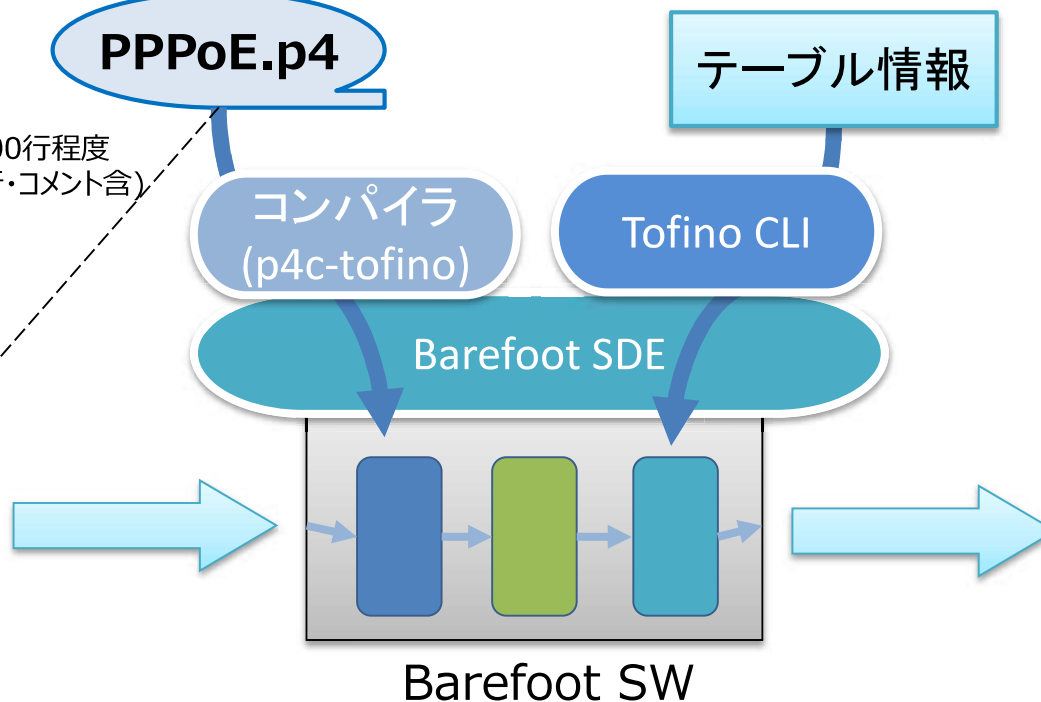 PPPoE.p4
テーブル情報
00行程度
・コメント含)
コンパイラ
(p4c-tofino)
Tofino CLI
Barefoot SDE
Barefoot SW